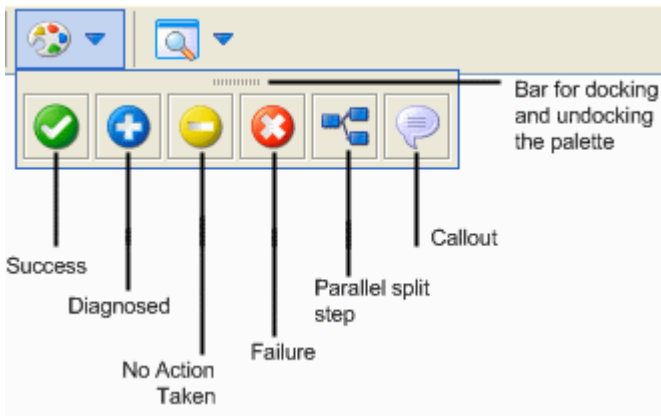 Bar for docking
and undocking
the palette
Success
Diagnosed
No Action
Taken
Failure
Parallel split
step
Callout